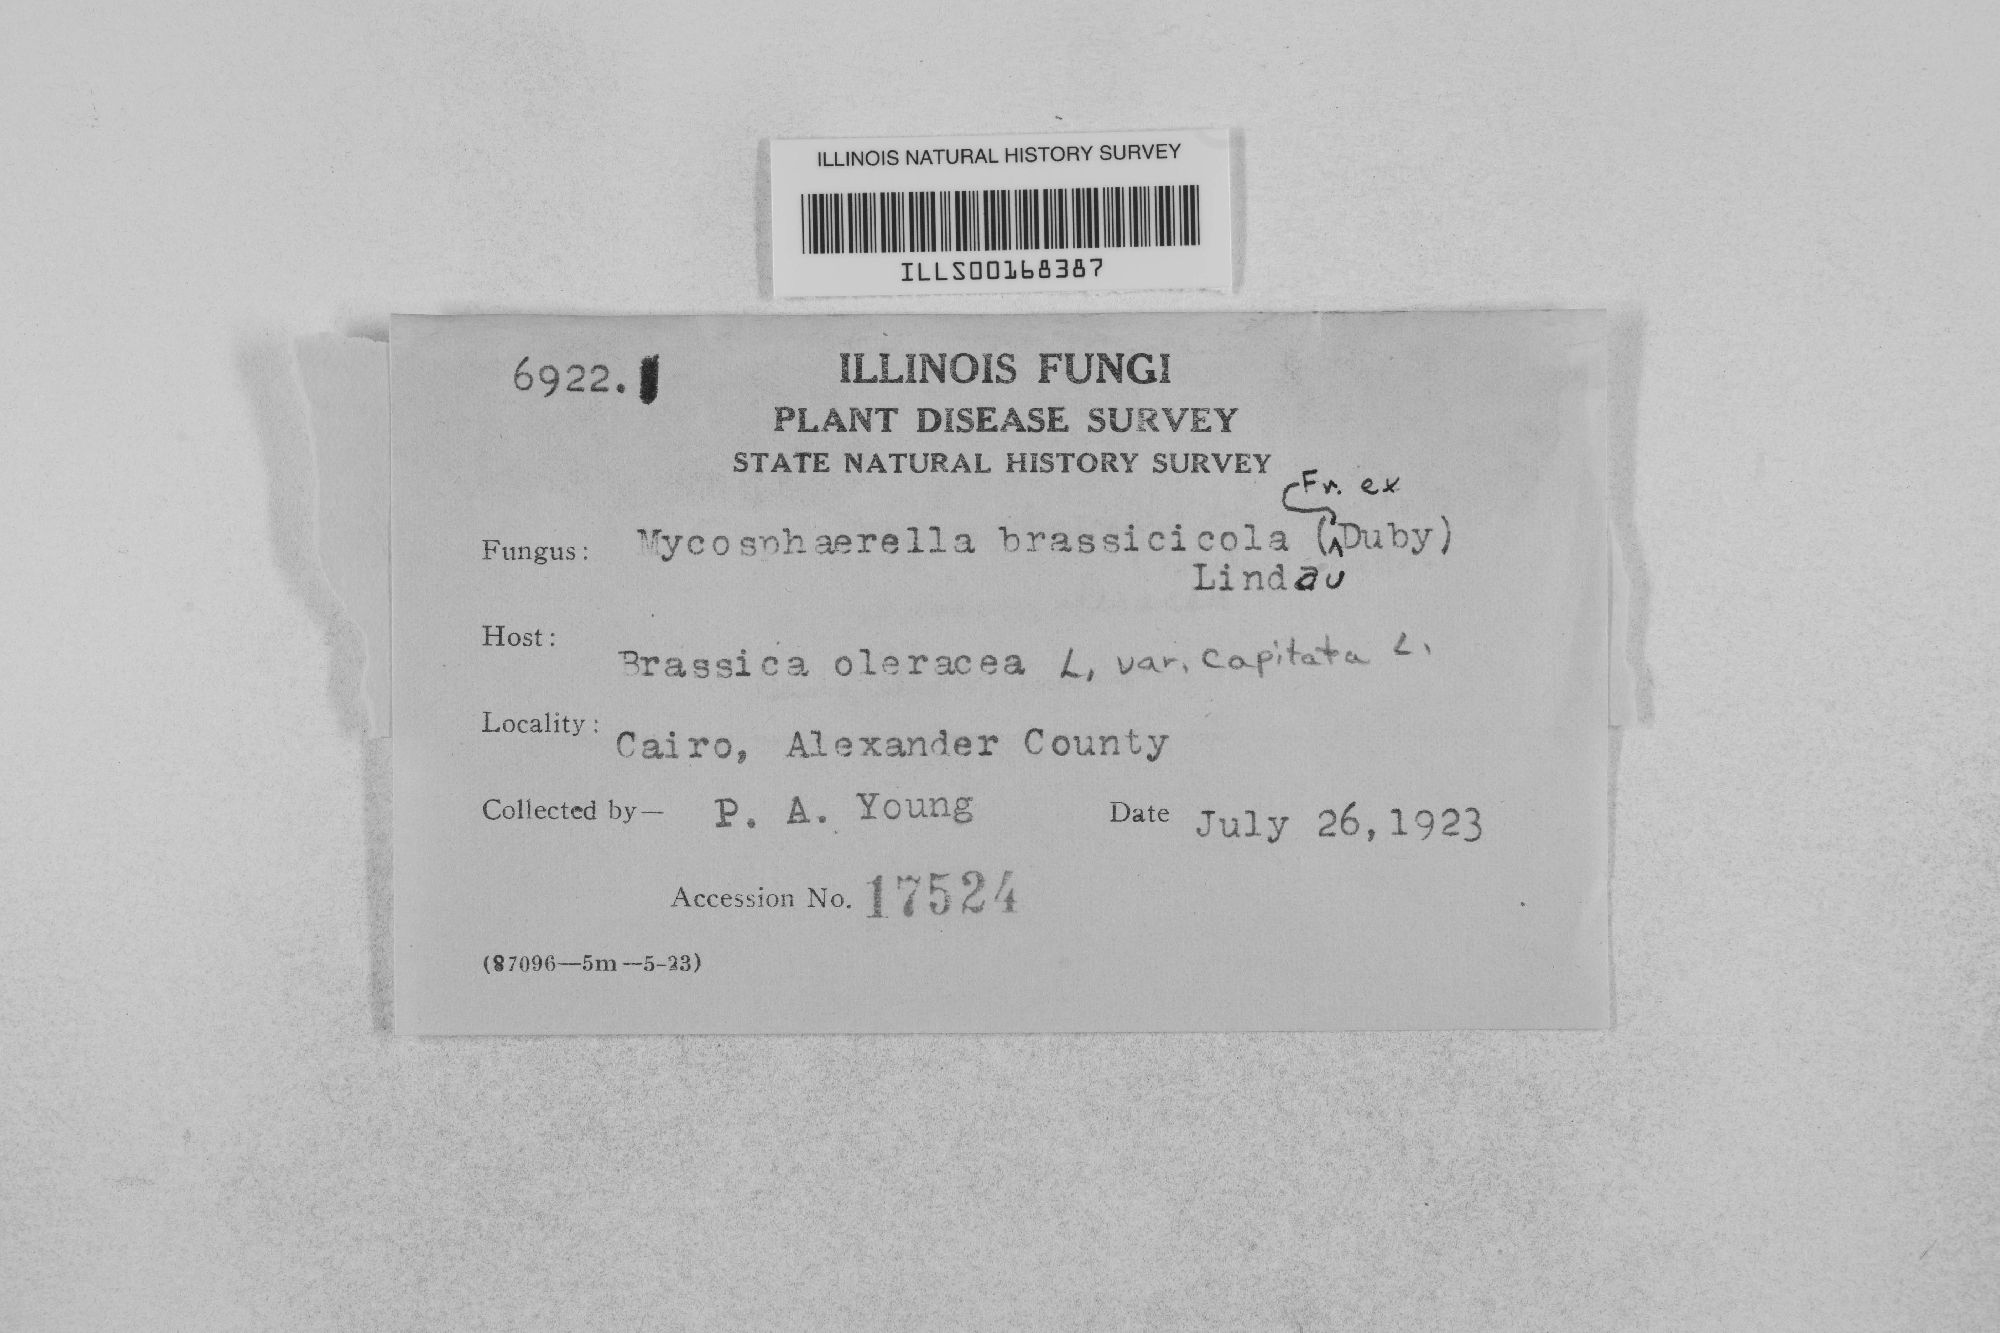 ILLINOIS NATURAL HISTORY SURVEY
ILLS00168387
6922.
ILLINOIS FUNGI
PLANT DISEASE SURVEY
STATE NATURAL HISTORY SURVEY
Fr. ex
Fungus: Mycosphaerella brassicicola (Duby)
Lindau
Host: Brassica oleracea L, var. capitata L.
Locality: Cairo, Alexander County
Collected by— P. A. Young Date July 26, 1923
Accession No. 17524
(87096—5m—5-23)